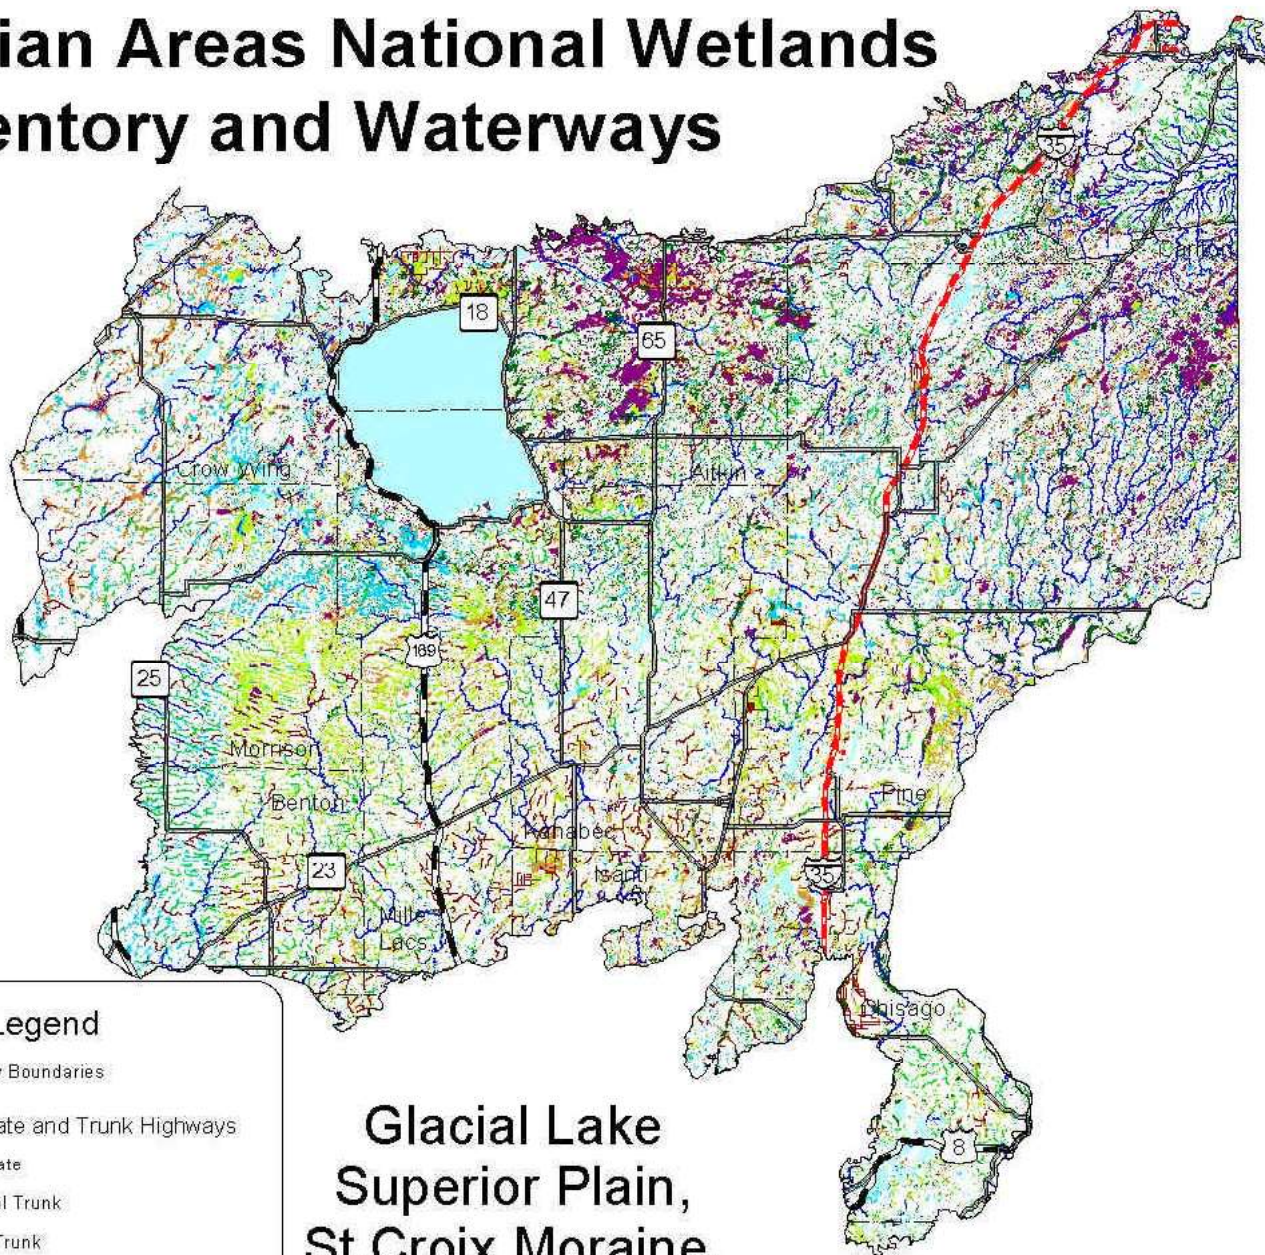 ian Areas National Wetlands
entory and Waterways
35
Carlton
18
65
Crow Wing
Aitkin
47
169
25
Morrison
Benton
Pine
Kanabec
23
Isanti
35
Mille
Lacs
Chisago
8
Legend
y Boundaries
ate and Trunk Highways
ate
l Trunk
Trunk
Glacial Lake
Superior Plain,
St Croix Moraine,